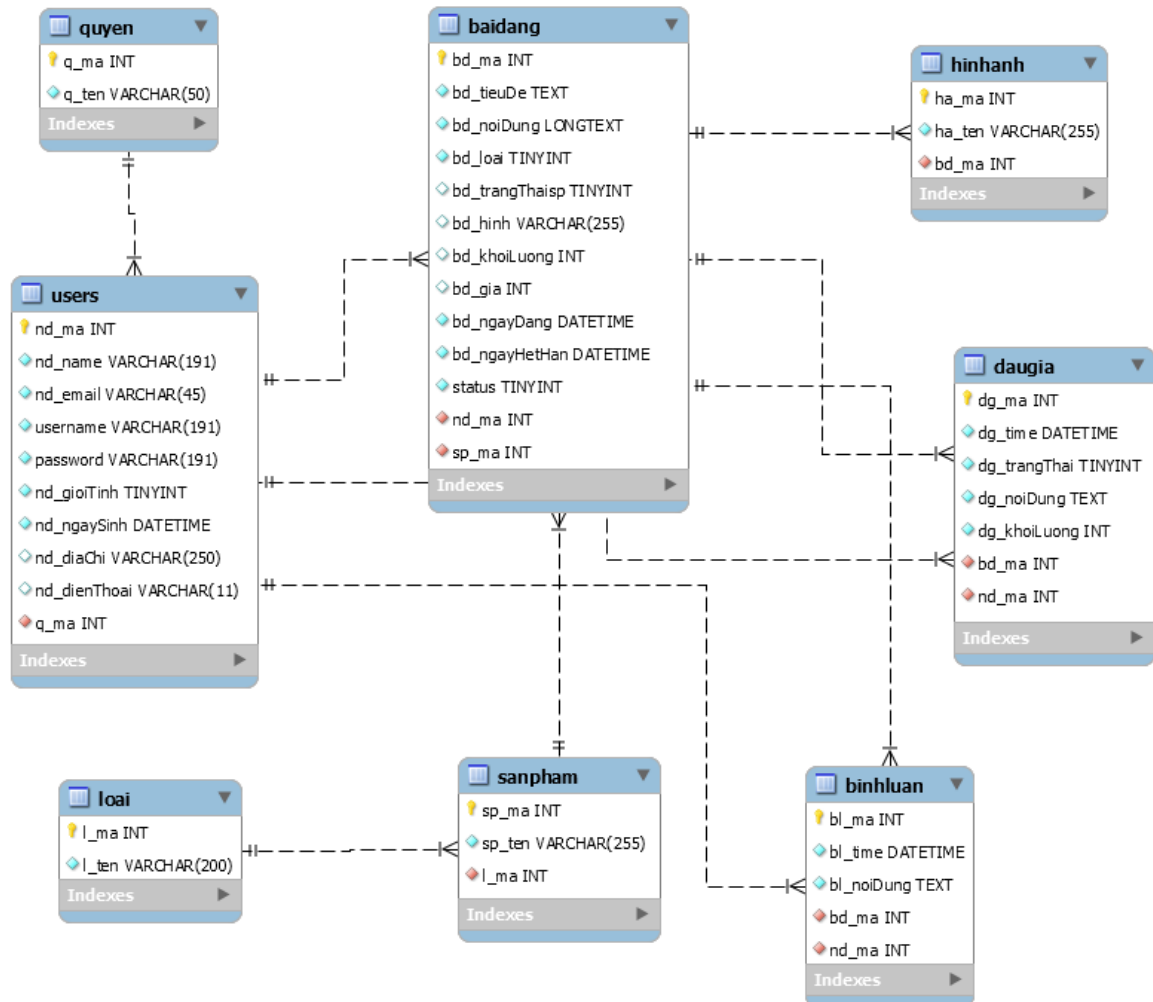 quyen
q_ma INT
q_ten VARCHAR(50)
Indexes
users
nd_ma INT
nd_name VARCHAR(191)
nd_email VARCHAR(45)
username VARCHAR(191)
password VARCHAR(191)
nd_gioiTinh TINYINT
nd_ngaySinh DATETIME
nd_diaChi VARCHAR(250)
nd_dienThoai VARCHAR(11)
q_ma INT
Indexes
baidang
bd_ma INT
bd_tieuDe TEXT
bd_noiDung LONGTEXT
bd_loai TINYINT
bd_trangThaisp TINYINT
bd_hinh VARCHAR(255)
bd_khoiLuong INT
bd_gia INT
bd_ngayDang DATETIME
bd_ngayHetHan DATETIME
status TINYINT
nd_ma INT
sp_ma INT
Indexes
hinhanh
ha_ma INT
ha_ten VARCHAR(255)
bd_ma INT
Indexes
daugia
dg_ma INT
dg_time DATETIME
dg_trangThai TINYINT
dg_noiDung TEXT
dg_khoiLuong INT
bd_ma INT
nd_ma INT
Indexes
loai
l_ma INT
l_ten VARCHAR(200)
Indexes
sanpham
sp_ma INT
sp_ten VARCHAR(255)
l_ma INT
Indexes
binhluan
bl_ma INT
bl_time DATETIME
bl_noiDung TEXT
bd_ma INT
nd_ma INT
Indexes